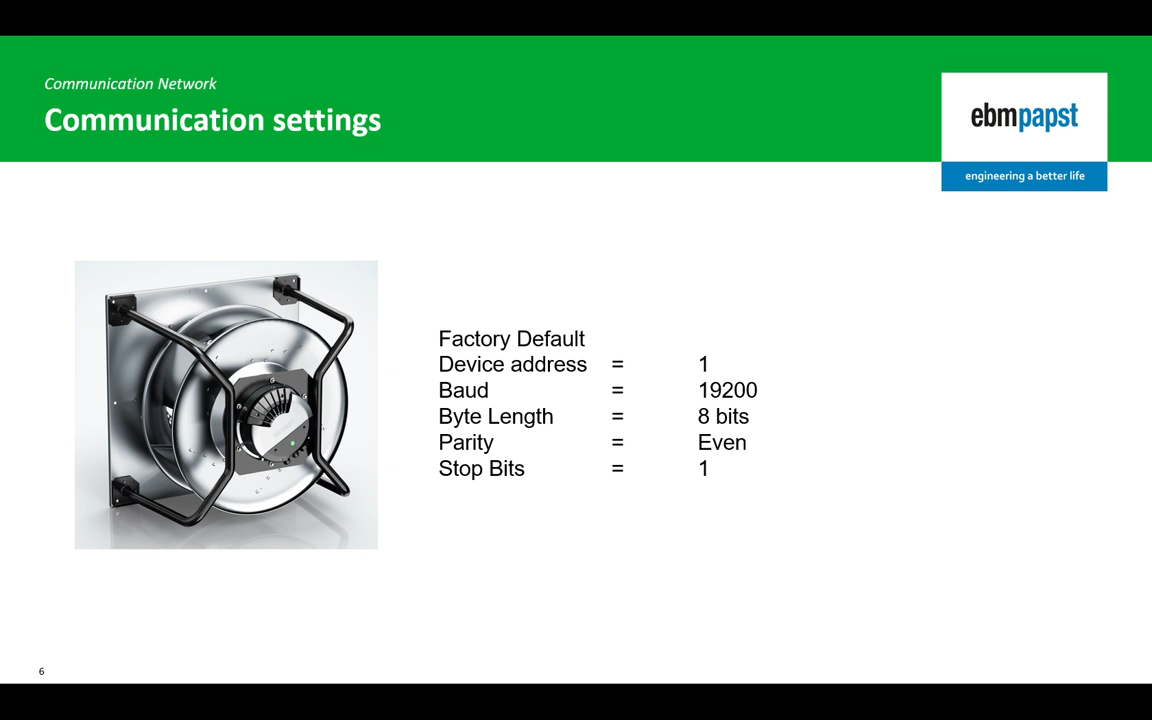 Communication Network
Communication settings
ebmpapst
engineering a better life
Factory Default
Device address = 1
Baud = 19200
Byte Length = 8 bits
Parity = Even
Stop Bits = 1
6